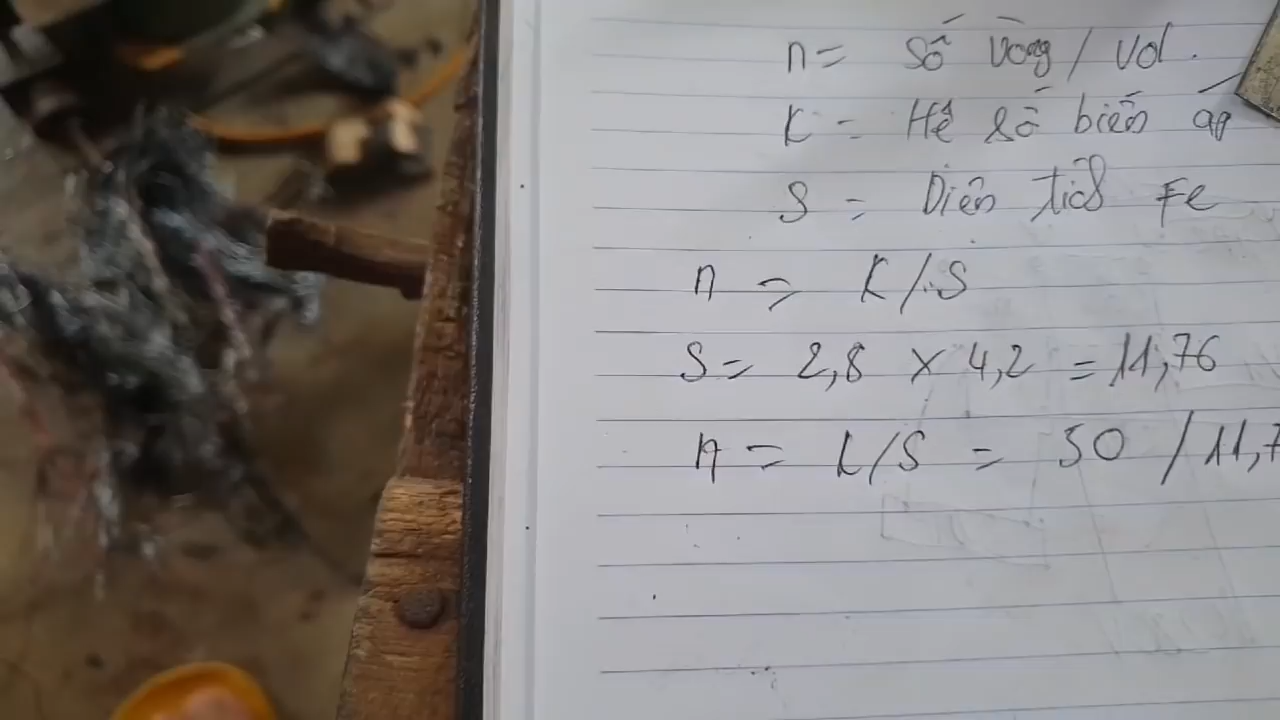 n = Số vòng / vol.
K = Hệ số biến áp
S = Diện tích Fe
n = K/S
S = 2,8 x 4,2 = 11,76
n = K/S = 50 / 11,7